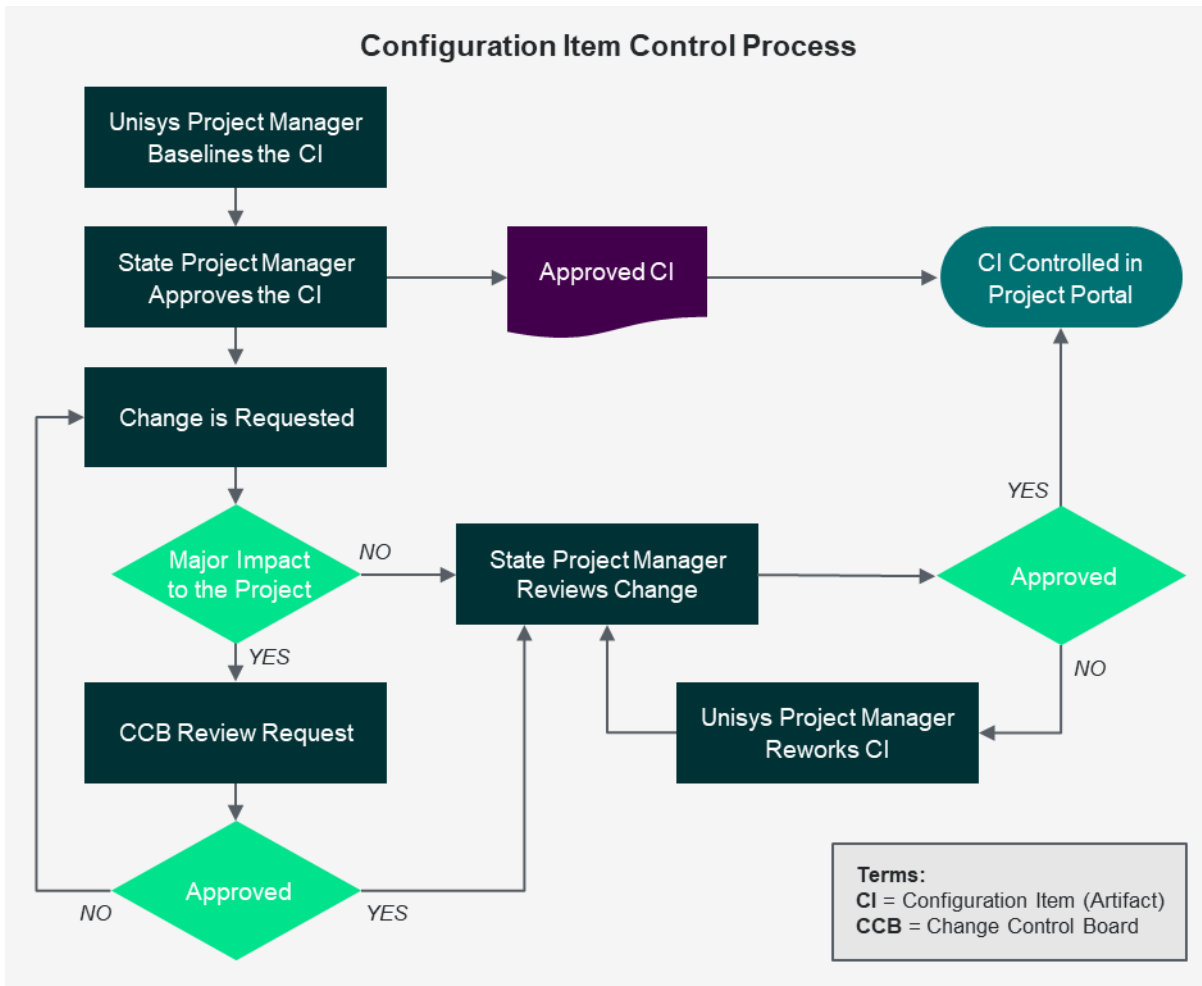 Configuration Item Control Process
Unisys Project Manager
Baselines the CI
State Project Manager
Approves the CI
Approved CI
CI Controlled in
Project Portal
Change is Requested
YES
Major Impact
to the Project
NO
State Project Manager
Reviews Change
Approved
YES
NO
CCB Review Request
Unisys Project Manager
Reworks CI
Approved
NO
YES
Terms:
CI = Configuration Item (Artifact)
CCB = Change Control Board